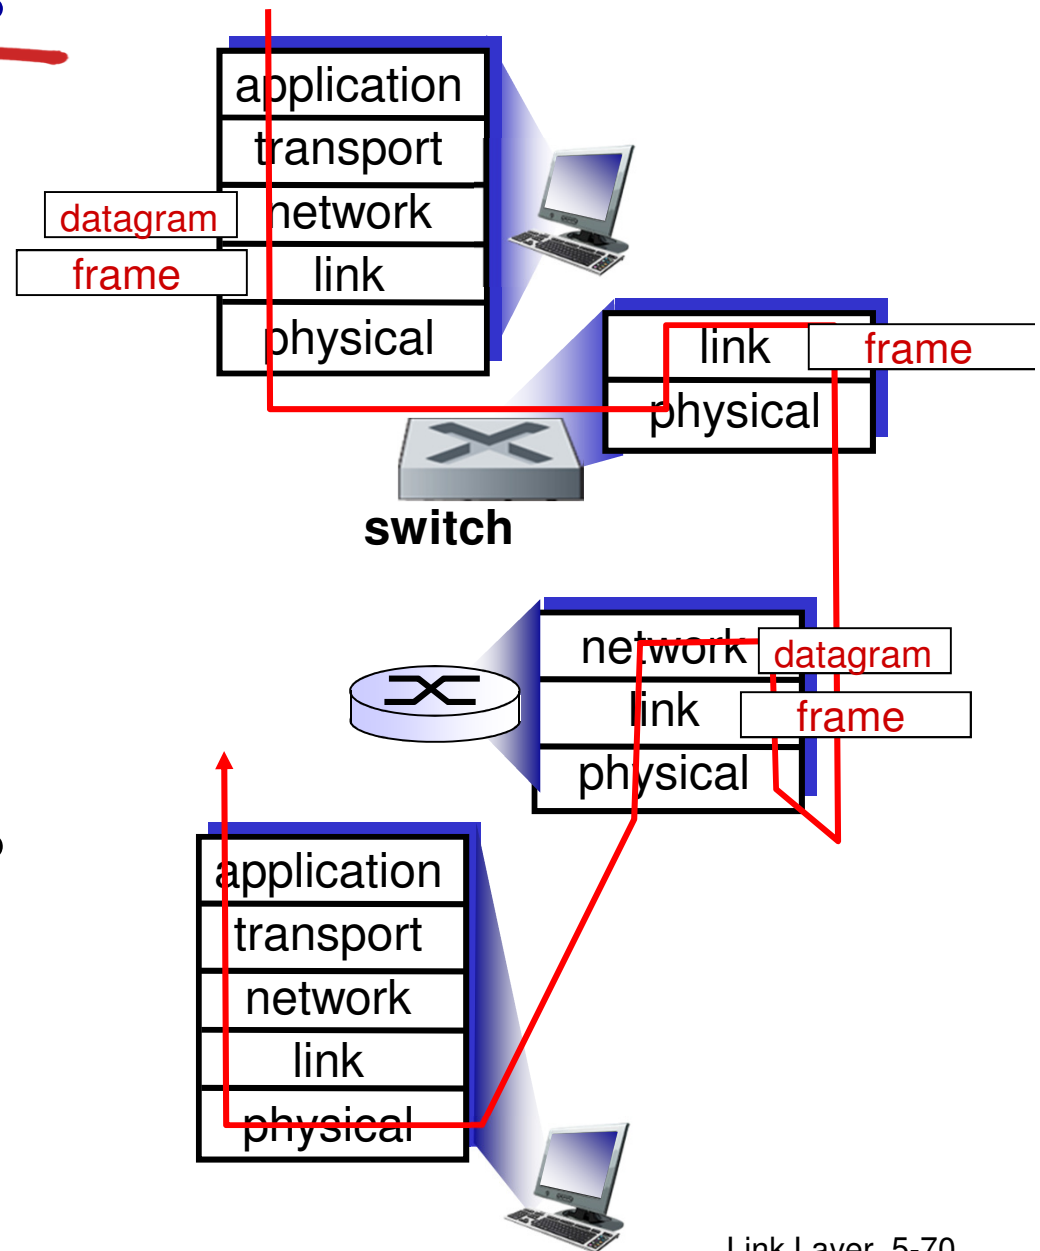 application
transport
datagram
network
frame
link
physical
link
frame
physical
switch
network
datagram
link
frame
physical
application
transport
network
link
physical
Link Layer 5-70